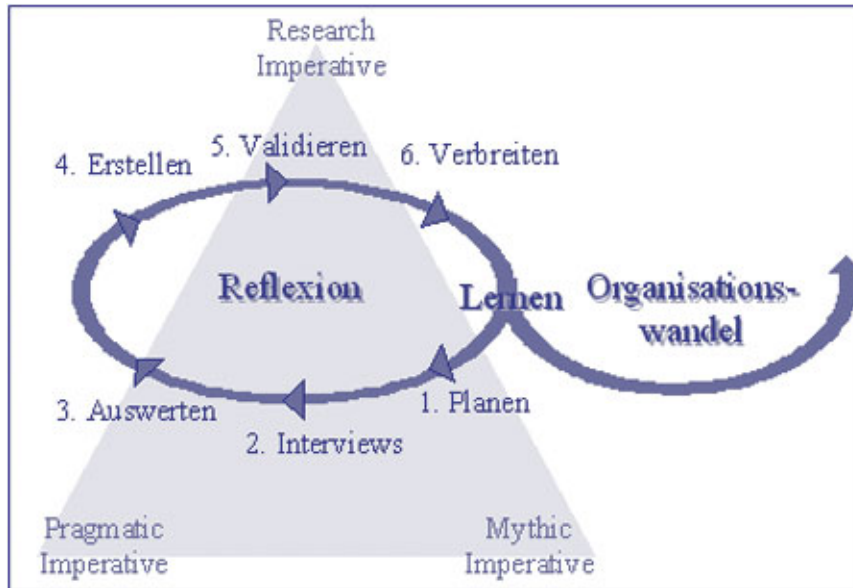 Research
Imperative
5. Validieren
4. Erstellen
6. Verbreiten
Reflexion
Lernen
Organisations-
wandel
3. Auswerten
1. Planen
2. Interviews
Pragmatic
Imperative
Mythic
Imperative